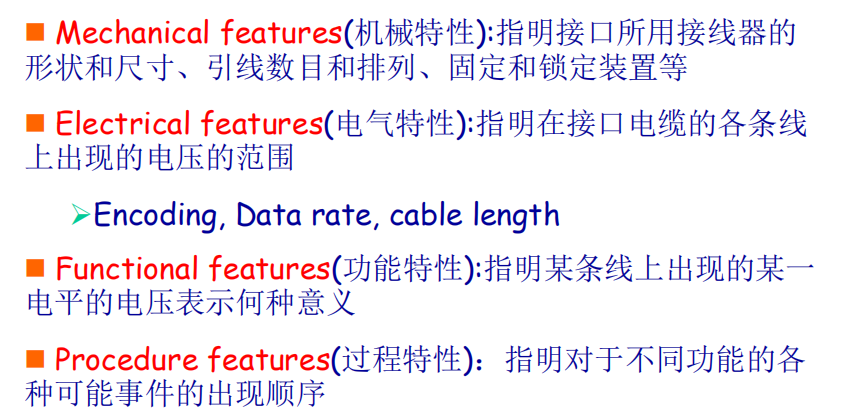 ■ Mechanical features(机械特性):指明接口所用接线器的
形状和尺寸、引线数目和排列、固定和锁定装置等
■ Electrical features(电气特性):指明在接口电缆的各条线
上出现的电压的范围
➢Encoding, Data rate, cable length
■ Functional features(功能特性):指明某条线上出现的某一
电平的电压表示何种意义
■ Procedure features(过程特性)：指明对于不同功能的各
种可能事件的出现顺序